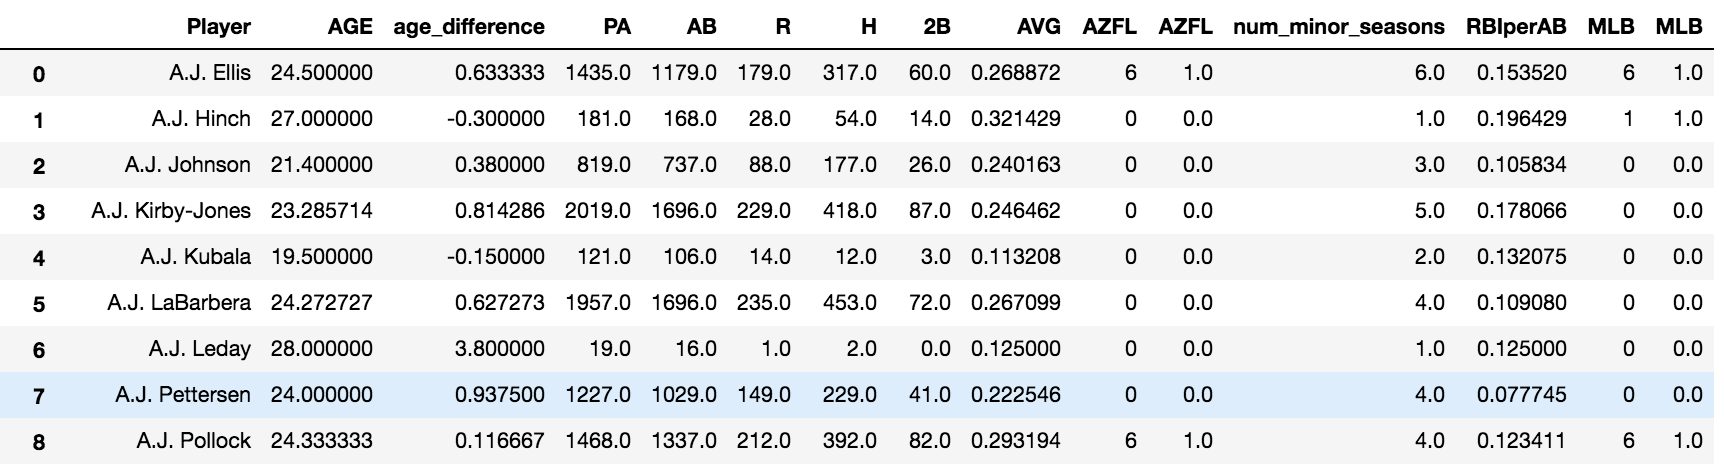 Player AGE age_difference PA AB R H 2B AVG AZFL AZFL num_minor_seasons RBIperAB MLB MLB
0 A.J. Ellis 24.500000 0.633333 1435.0 1179.0 179.0 317.0 60.0 0.268872 6 1.0 6.0 0.153520 6 1.0
1 A.J. Hinch 27.000000 -0.300000 181.0 168.0 28.0 54.0 14.0 0.321429 0 0.0 1.0 0.196429 1 1.0
2 A.J. Johnson 21.400000 0.380000 819.0 737.0 88.0 177.0 26.0 0.240163 0 0.0 3.0 0.105834 0 0.0
3 A.J. Kirby-Jones 23.285714 0.814286 2019.0 1696.0 229.0 418.0 87.0 0.246462 0 0.0 5.0 0.178066 0 0.0
4 A.J. Kubala 19.500000 -0.150000 121.0 106.0 14.0 12.0 3.0 0.113208 0 0.0 2.0 0.132075 0 0.0
5 A.J. LaBarbera 24.272727 0.627273 1957.0 1696.0 235.0 453.0 72.0 0.267099 0 0.0 4.0 0.109080 0 0.0
6 A.J. Leday 28.000000 3.800000 19.0 16.0 1.0 2.0 0.0 0.125000 0 0.0 1.0 0.125000 0 0.0
7 A.J. Pettersen 24.000000 0.937500 1227.0 1029.0 149.0 229.0 41.0 0.222546 0 0.0 4.0 0.077745 0 0.0
8 A.J. Pollock 24.333333 0.116667 1468.0 1337.0 212.0 392.0 82.0 0.293194 6 1.0 4.0 0.123411 6 1.0